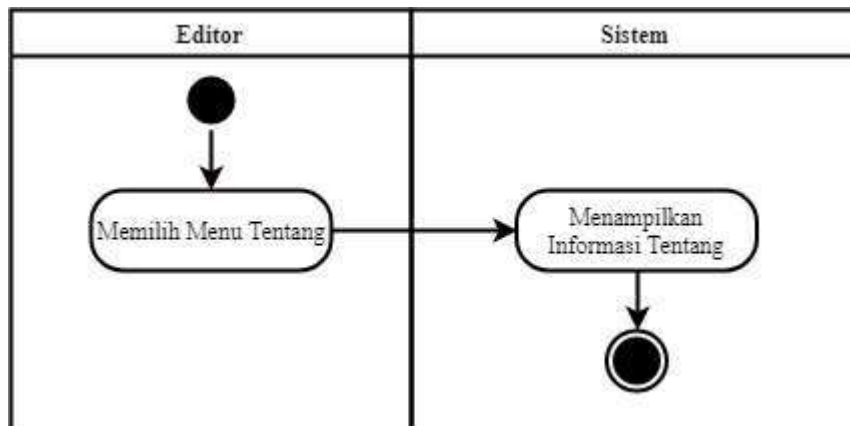 Editor
Sistem
Memilih Menu Tentang
Menampilkan
Informasi Tentang